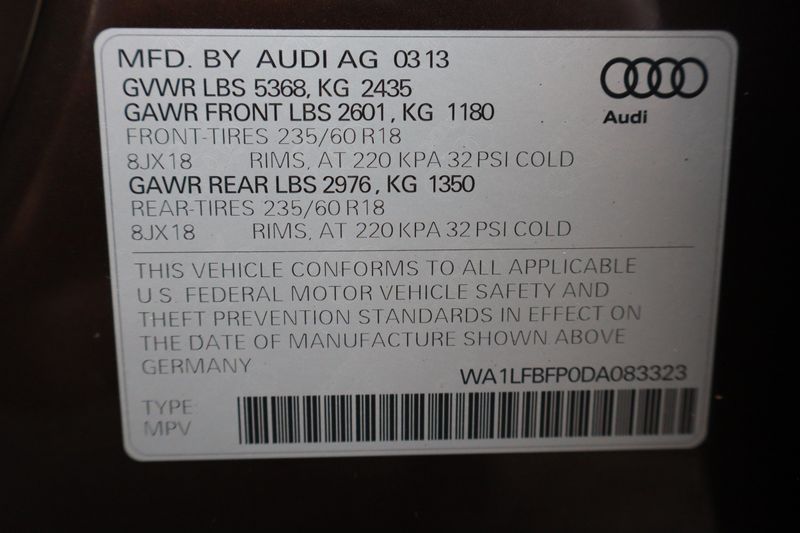 MFD. BY AUDI AG 03 13
GVWR LBS 5368, KG 2435
GAWR FRONT LBS 2601, KG 1180
FRONT-TIRES 235/60 R18
8JX18 RIMS, AT 220 KPA 32 PSI COLD
GAWR REAR LBS 2976, KG 1350
REAR-TIRES 235/60 R18
8JX18 RIMS, AT 220 KPA 32 PSI COLD
Audi
THIS VEHICLE CONFORMS TO ALL APPLICABLE
U.S. FEDERAL MOTOR VEHICLE SAFETY AND
THEFT PREVENTION STANDARDS IN EFFECT ON
THE DATE OF MANUFACTURE SHOWN ABOVE
GERMANY
WA1LFBFP0DA083323
TYPE:
MPV